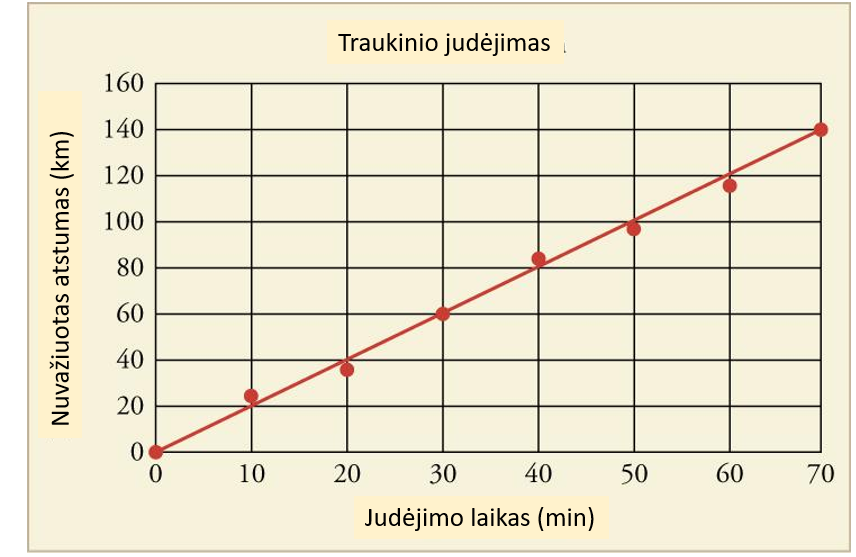 Traukinio judėjimas
Nuvažiuotas atstumas (km)
160
140
120
100
80
60
40
20
0
0 10 20 30 40 50 60 70
Judėjimo laikas (min)